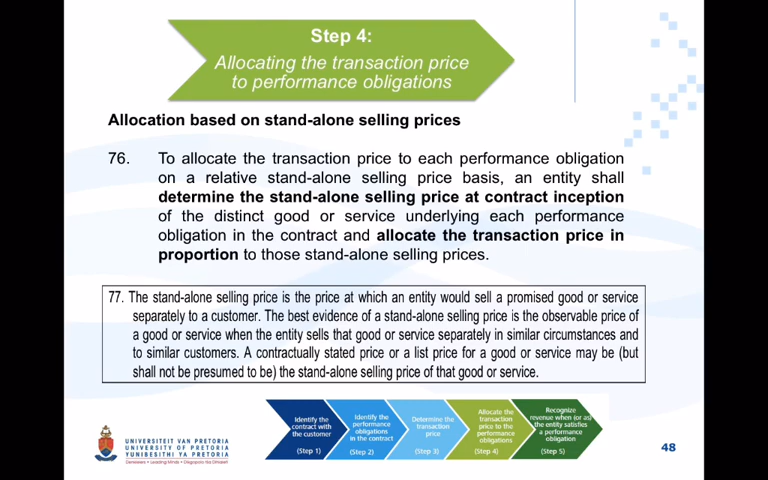 Step 4:
Allocating the transaction price
to performance obligations
Allocation based on stand-alone selling prices
76. To allocate the transaction price to each performance obligation
on a relative stand-alone selling price basis, an entity shall
determine the stand-alone selling price at contract inception
of the distinct good or service underlying each performance
obligation in the contract and allocate the transaction price in
proportion to those stand-alone selling prices.
77. The stand-alone selling price is the price at which an entity would sell a promised good or service
separately to a customer. The best evidence of a stand-alone selling price is the observable price of
a good or service when the entity sells that good or service separately in similar circumstances and
to similar customers. A contractually stated price or a list price for a good or service may be (but
shall not be presumed to be) the stand-alone selling price of that good or service.
Identify the
contract with
the customer
(Step 1)
Identify the
performance
obligations
in the contract
(Step 2)
Determine the
transaction
price
(Step 3)
Allocate the
transaction
price to the
performance
obligations
(Step 4)
Recognize
revenue when (or as)
the entity satisfies
a performance
obligation
(Step 5)
UNIVERSITEIT VAN PRETORIA
UNIVERSITY OF PRETORIA
YUNIBESITHI YA PRETORIA
48